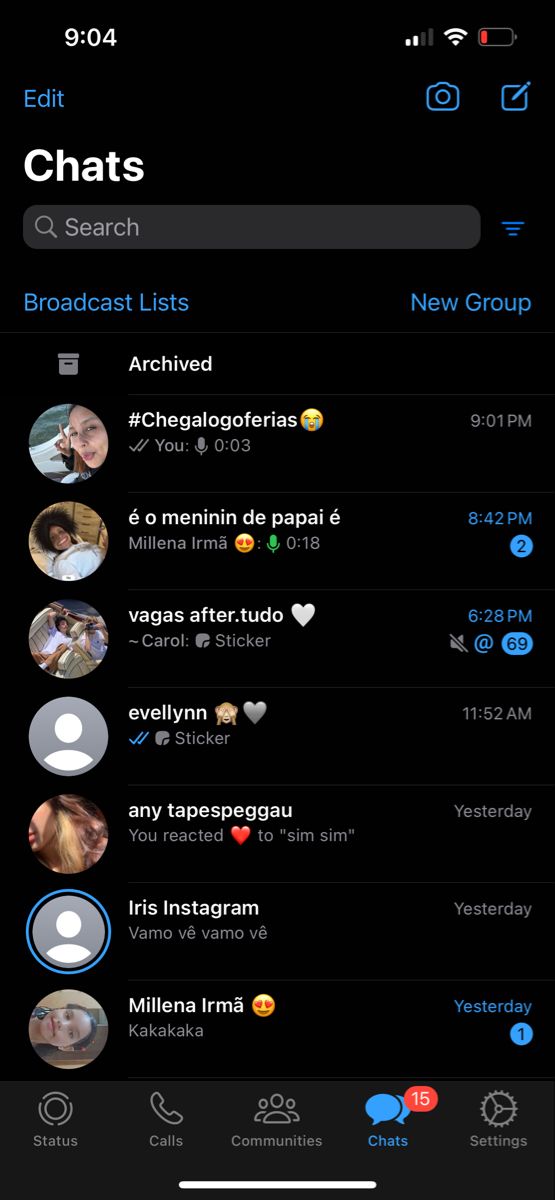 9:04
Edit
Chats
Search
Broadcast Lists
New Group
Archived
#Chegalogoferias😭
9:01 PM
You: 0:03
é o meninin de papai é
8:42 PM
Millena Irmã 😍: 0:18
2
vagas after.tudo 🤍
6:28 PM
~ Carol: Sticker
@ 69
evellynn 🙈🩶
11:52 AM
Sticker
any tapespeggau
Yesterday
You reacted ❤️ to "sim sim"
Iris Instagram
Yesterday
Vamo vê vamo vê
Millena Irmã 😍
Yesterday
Kakakaka
1
15
Status
Calls
Communities
Chats
Settings